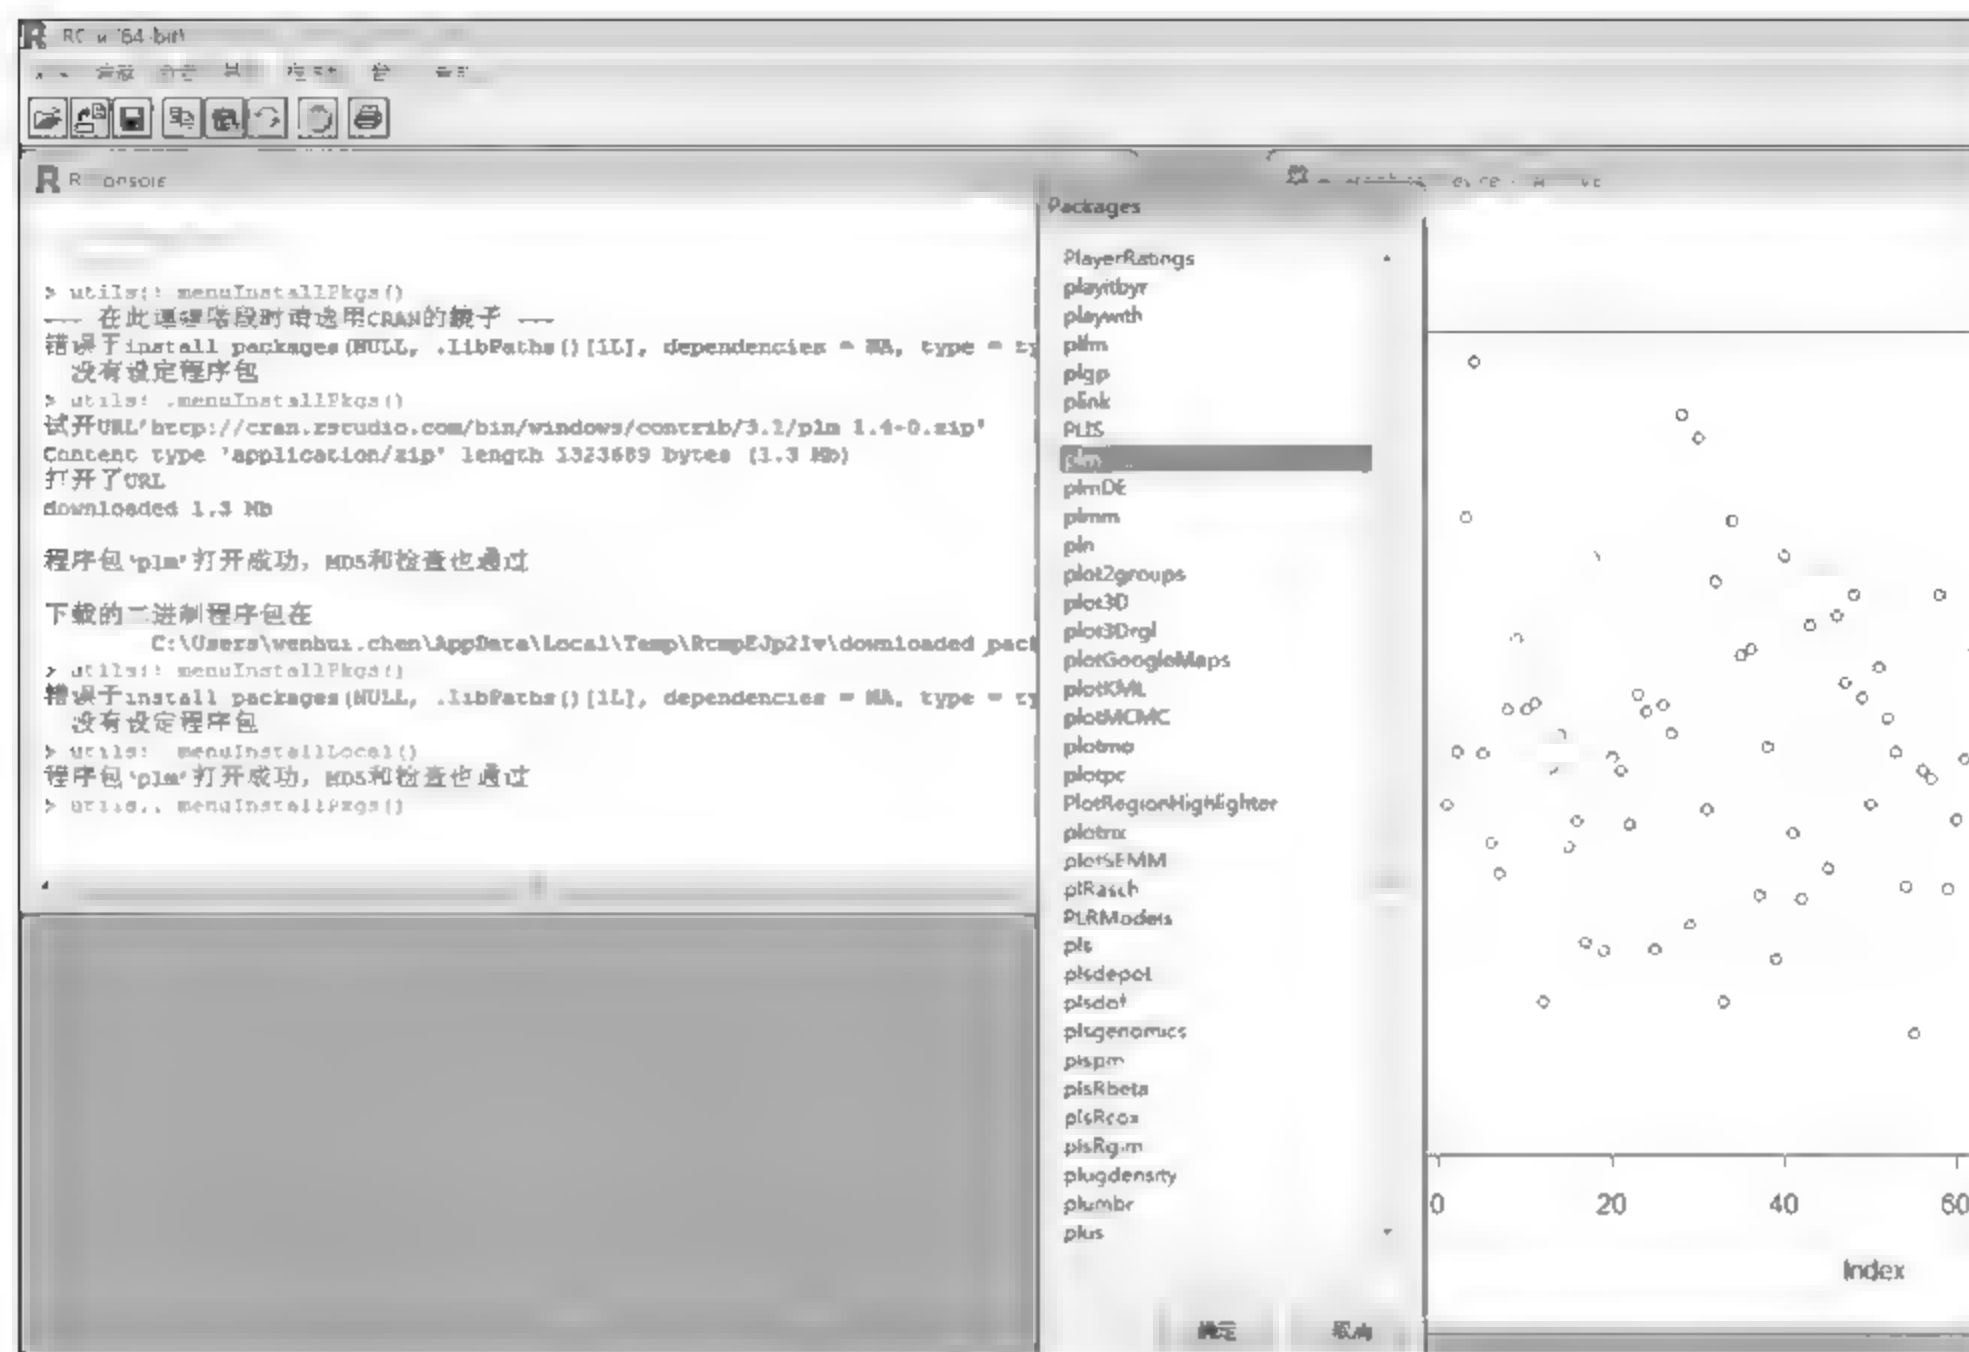 R
Packages
> utils:::menuInstallPkgs()
--- 在此连线阶段时请选用CRAN的镜子 ---
错误于install packages(NULL, .libPaths()[1L], dependencies = NA, type = ty
没有设定程序包
> utils:::menuInstallPkgs()
试开URL'http://cran.rstudio.com/bin/windows/contrib/3.1/plm 1.4-0.zip'
Content type 'application/zip' length 1323689 bytes (1.3 Mb)
打开了URL
downloaded 1.3 Mb
程序包'plm'打开成功，MD5和检查也通过
下载的二进制程序包在
C:\Users\wenhui.chen\AppData\Local\Temp\downloaded_pack
> utils:::menuInstallPkgs()
错误于install packages(NULL, .libPaths()[1L], dependencies = NA, type = ty
没有设定程序包
> utils:::menuInstallLocal()
程序包'plm'打开成功，MD5和检查也通过
> utils:::menuInstallPkgs()
PlayerRatings
playitbyr
playwith
plfm
plgp
plink
PLIS
plm
plmDE
plmm
pln
plot2groups
plot3D
plot3Drgl
plotGoogleMaps
plotKML
plotMCMC
plotmo
plotpc
PlotRegionHighlighter
plotrix
plotSEMM
pltRasch
PLRModels
pls
plsdepot
plsdof
plsgenomics
plspm
plsRbeta
plsRcox
plsRglm
plugdensity
plumbr
plus
确定 取消
0 20 40 60
Index